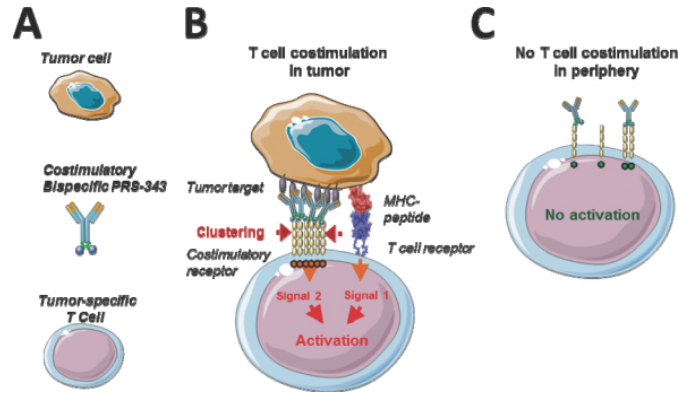 A
Tumor cell
Costimulatory
Bispecific PRS-343
Tumor-specific
T Cell
B
T cell costimulation
in tumor
Tumor target
MHC-
peptide
Clustering
Costimulatory
receptor
T cell receptor
Signal 2
Signal 1
Activation
C
No T cell costimulation
in periphery
No activation